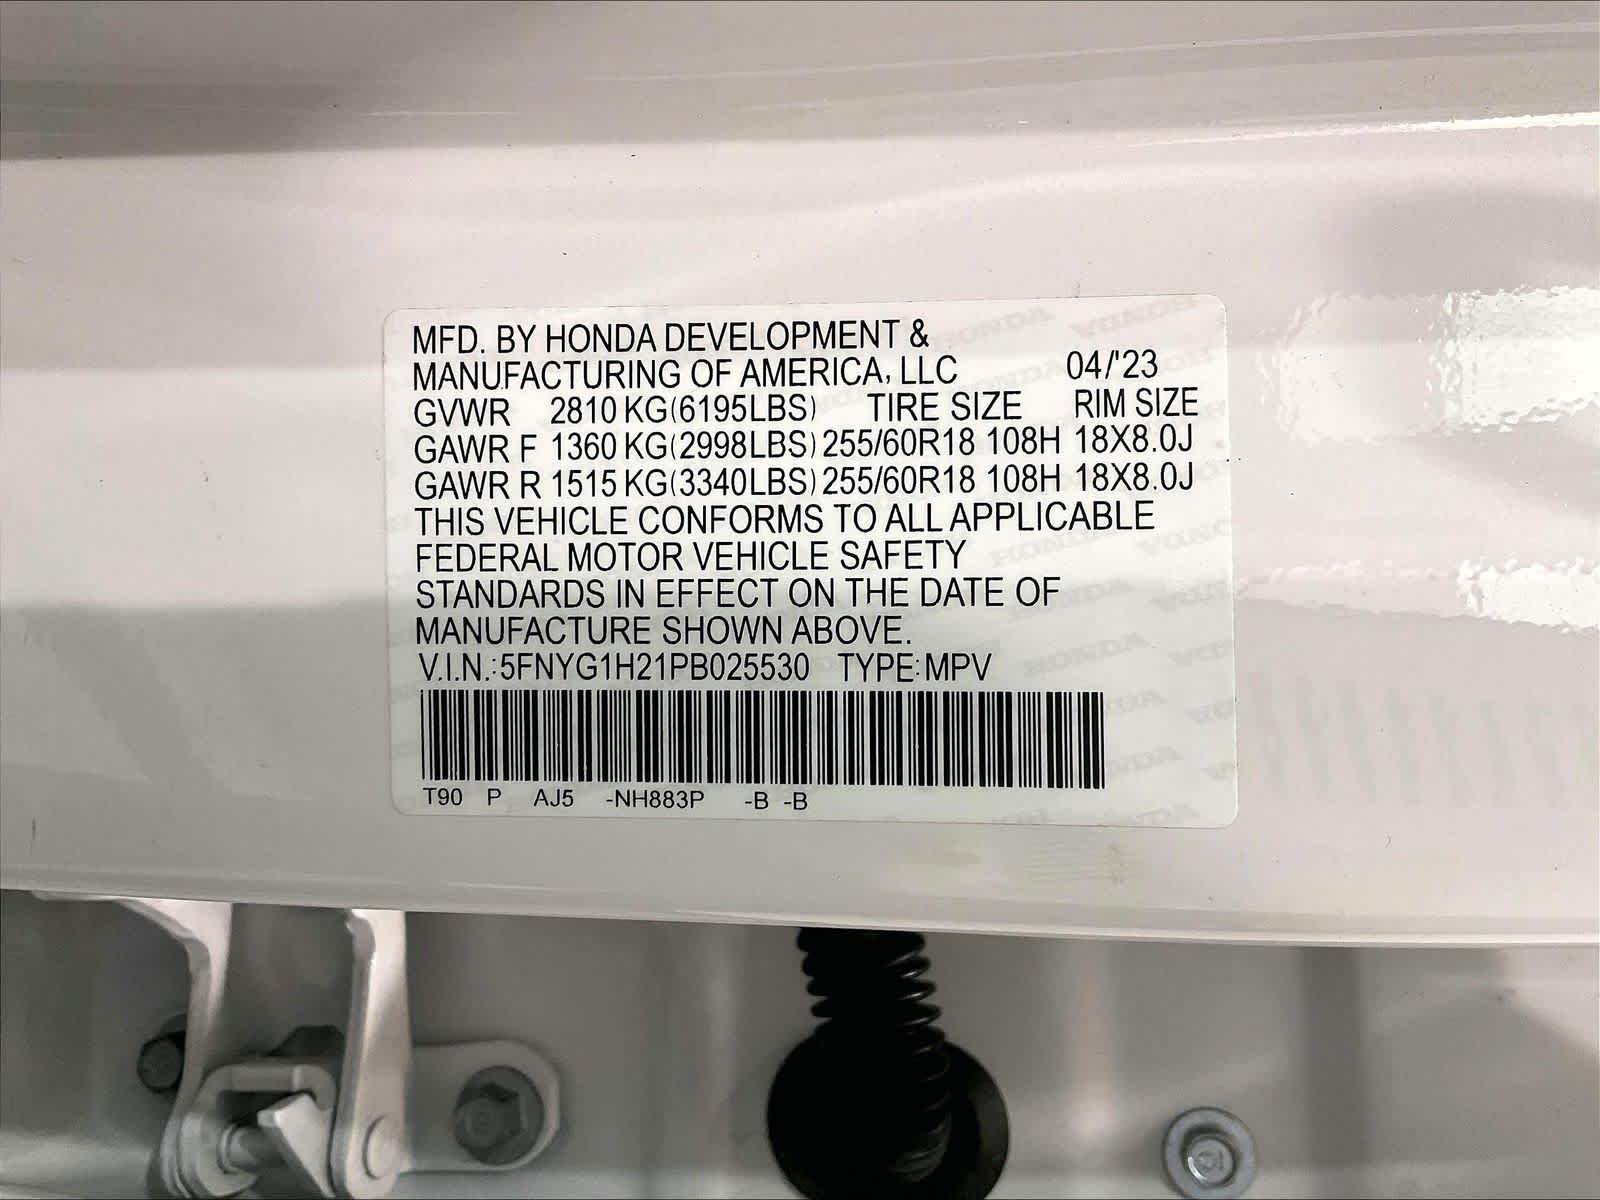 MFD. BY HONDA DEVELOPMENT &
MANUFACTURING OF AMERICA, LLC 04/'23
GVWR 2810 KG(6195LBS) TIRE SIZE RIM SIZE
GAWR F 1360 KG(2998LBS) 255/60R18 108H 18X8.0J
GAWR R 1515 KG(3340LBS) 255/60R18 108H 18X8.0J
THIS VEHICLE CONFORMS TO ALL APPLICABLE
FEDERAL MOTOR VEHICLE SAFETY
STANDARDS IN EFFECT ON THE DATE OF
MANUFACTURE SHOWN ABOVE.
V.I.N.:5FNYG1H21PB025530 TYPE:MPV
T90 P AJ5 -NH883P -B -B